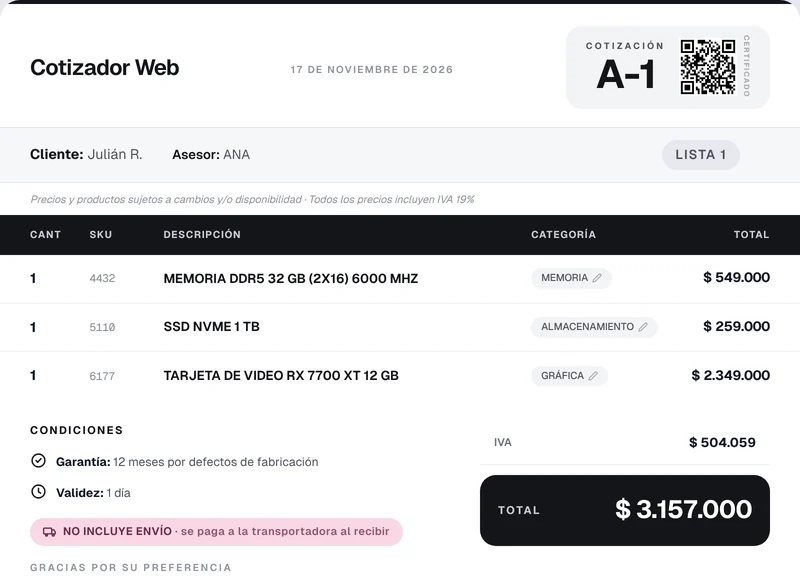 Cotizador Web
17 DE NOVIEMBRE DE 2026
COTIZACIÓN
A-1
CERTIFICADO
Cliente: Julián R. Asesor: ANA
LISTA 1
Precios y productos sujetos a cambios y/o disponibilidad · Todos los precios incluyen IVA 19%
CANT SKU DESCRIPCIÓN CATEGORÍA TOTAL
1 4432 MEMORIA DDR5 32 GB (2X16) 6000 MHZ MEMORIA $ 549.000
1 5110 SSD NVME 1 TB ALMACENAMIENTO $ 259.000
1 6177 TARJETA DE VIDEO RX 7700 XT 12 GB GRÁFICA $ 2.349.000
CONDICIONES
Garantía: 12 meses por defectos de fabricación
Validez: 1 día
NO INCLUYE ENVÍO · se paga a la transportadora al recibir
GRACIAS POR SU PREFERENCIA
IVA $ 504.059
TOTAL $ 3.157.000